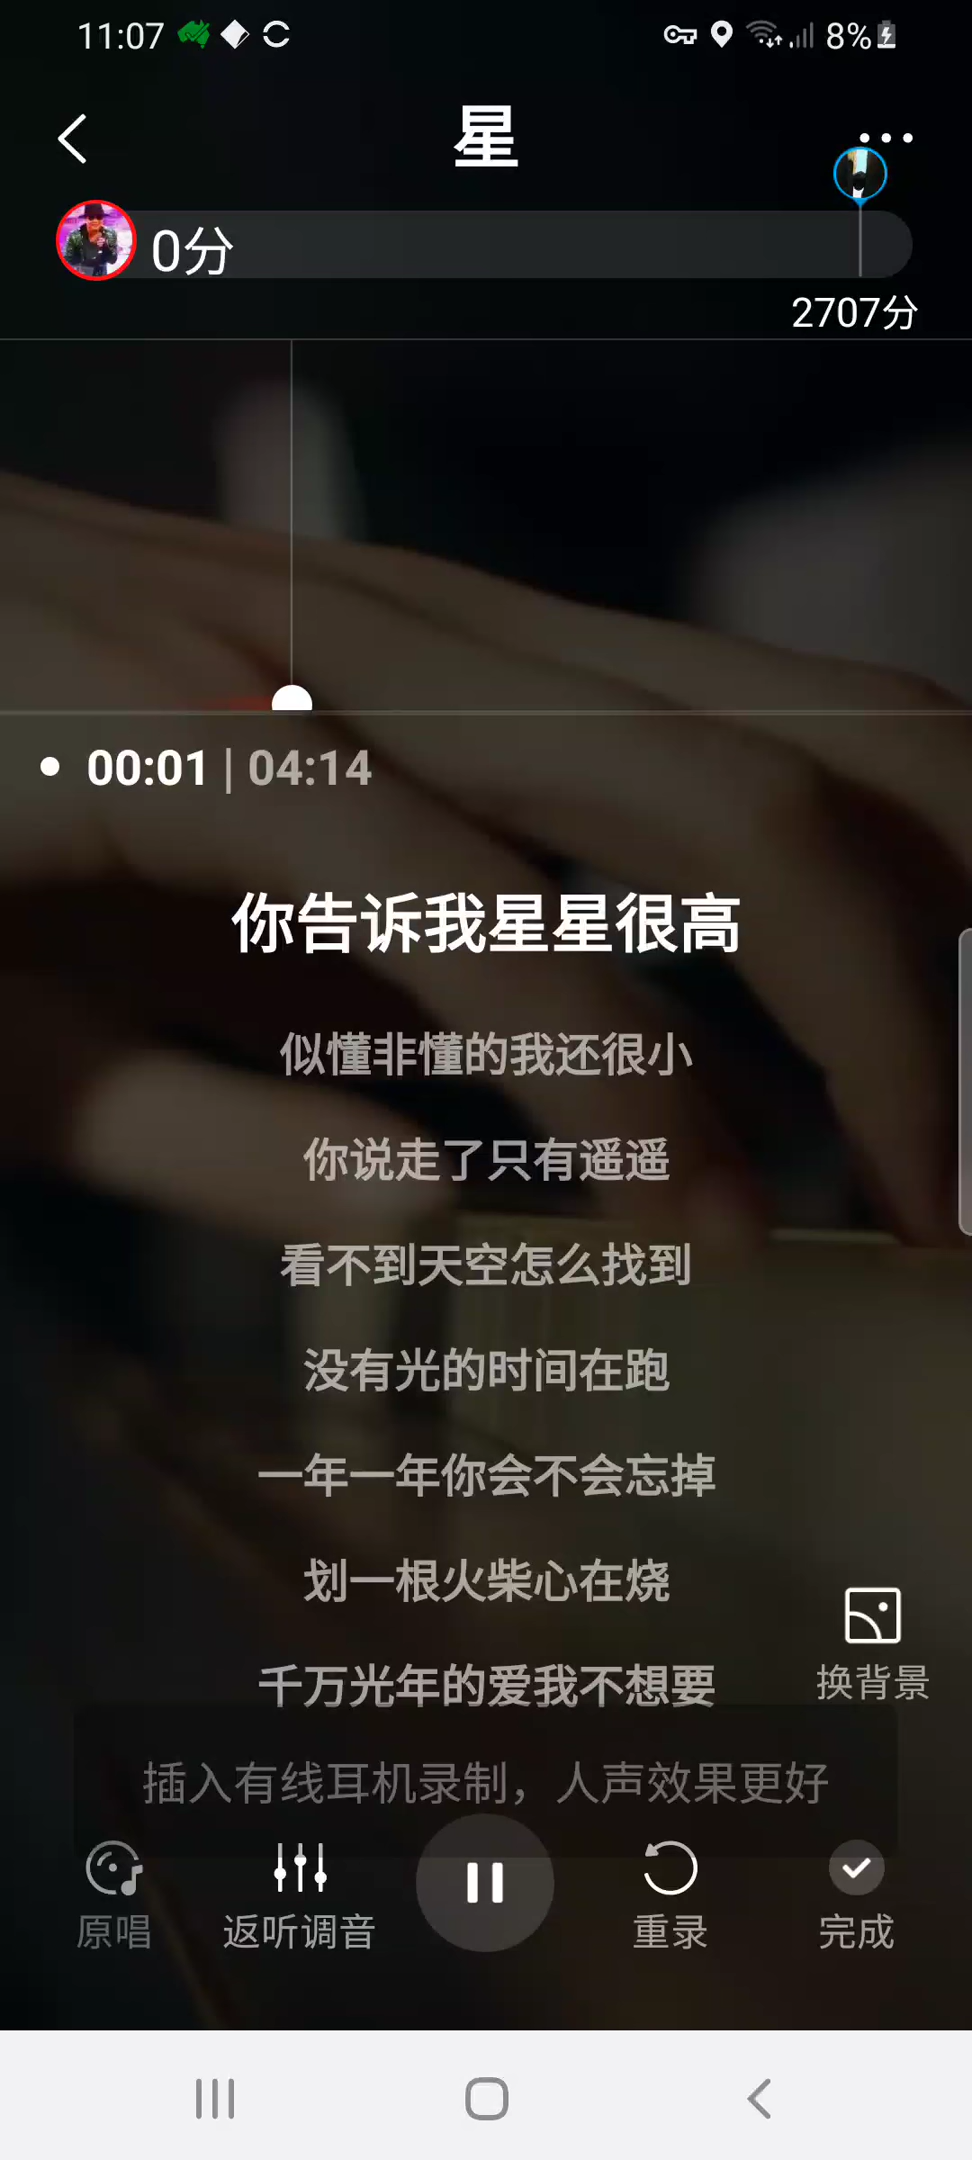 11:07
8%
星
0分
2707分
00:01 | 04:14
你告诉我星星很高
似懂非懂的我还很小
你说走了只有遥遥
看不到天空怎么找到
没有光的时间在跑
一年一年你会不会忘掉
划一根火柴心在烧
千万光年的爱我不想要
换背景
插入有线耳机录制，人声效果更好
原唱
返听调音
重录
完成